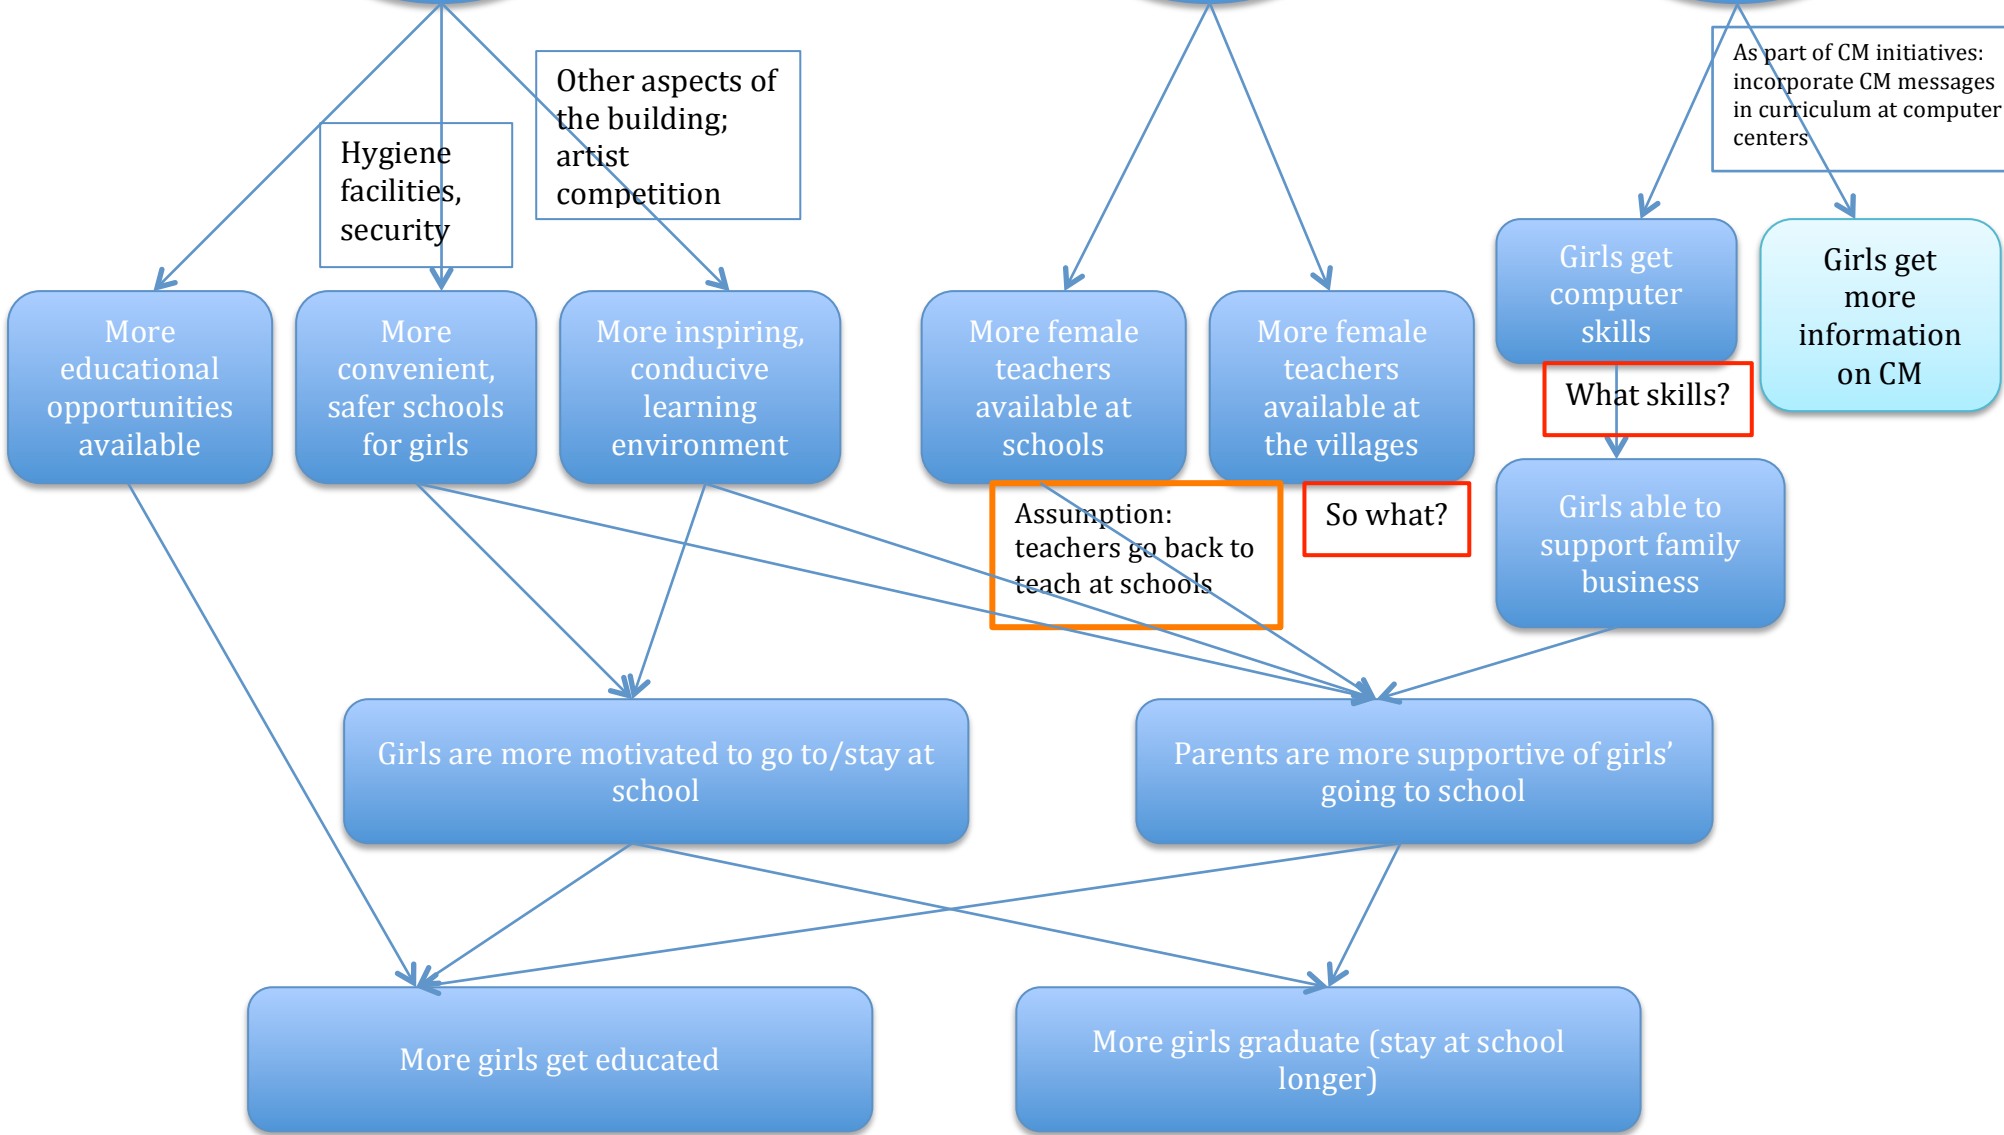 As part of CM initiatives:
incorporate CM messages
in curriculum at computer
centers
Other aspects of
the building;
artist
competition
Hygiene
facilities,
security
More
educational
opportunities
available
More
convenient,
safer schools
for girls
More inspiring,
conducive
learning
environment
More female
teachers
available at
schools
More female
teachers
available at
the villages
Girls get
computer
skills
Girls get
more
information
on CM
What skills?
Assumption:
teachers go back to
teach at schools
So what?
Girls able to
support family
business
Girls are more motivated to go to/stay at
school
Parents are more supportive of girls’
going to school
More girls get educated
More girls graduate (stay at school
longer)